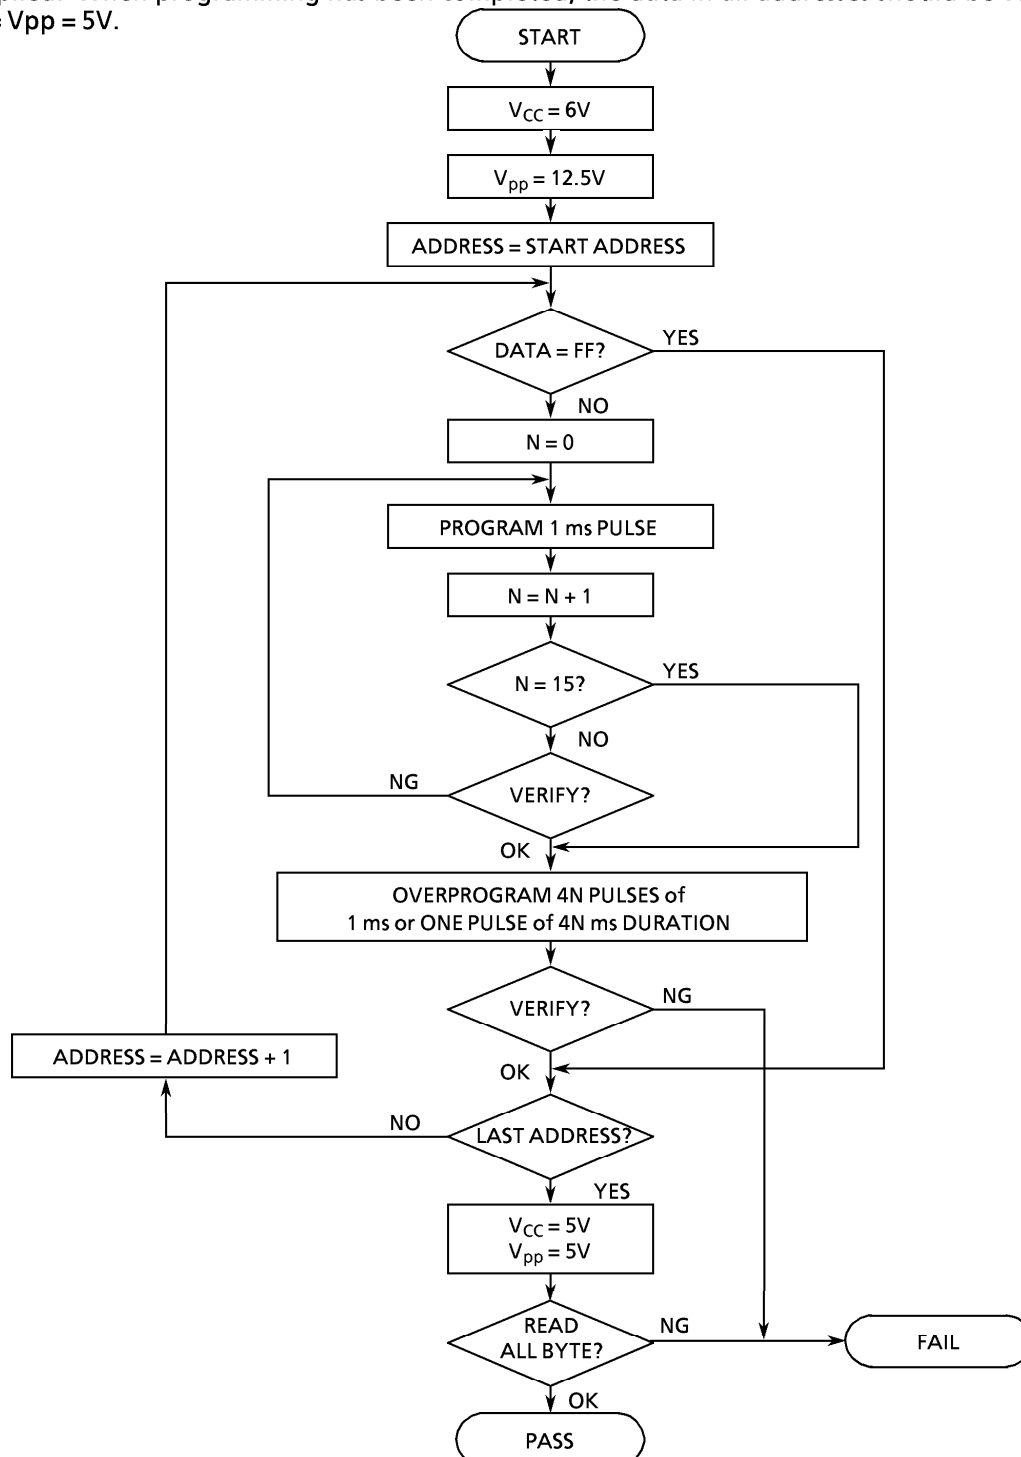 = Vpp = 5V.
START
VCC = 6V
Vpp = 12.5V
ADDRESS = START ADDRESS
DATA = FF?
YES
NO
N = 0
PROGRAM 1 ms PULSE
N = N + 1
N = 15?
YES
NO
NG
VERIFY?
OK
OVERPROGRAM 4N PULSES of
1 ms or ONE PULSE of 4N ms DURATION
VERIFY?
NG
ADDRESS = ADDRESS + 1
OK
NO
LAST ADDRESS?
YES
VCC = 5V
Vpp = 5V
READ
ALL BYTE?
NG
FAIL
OK
PASS